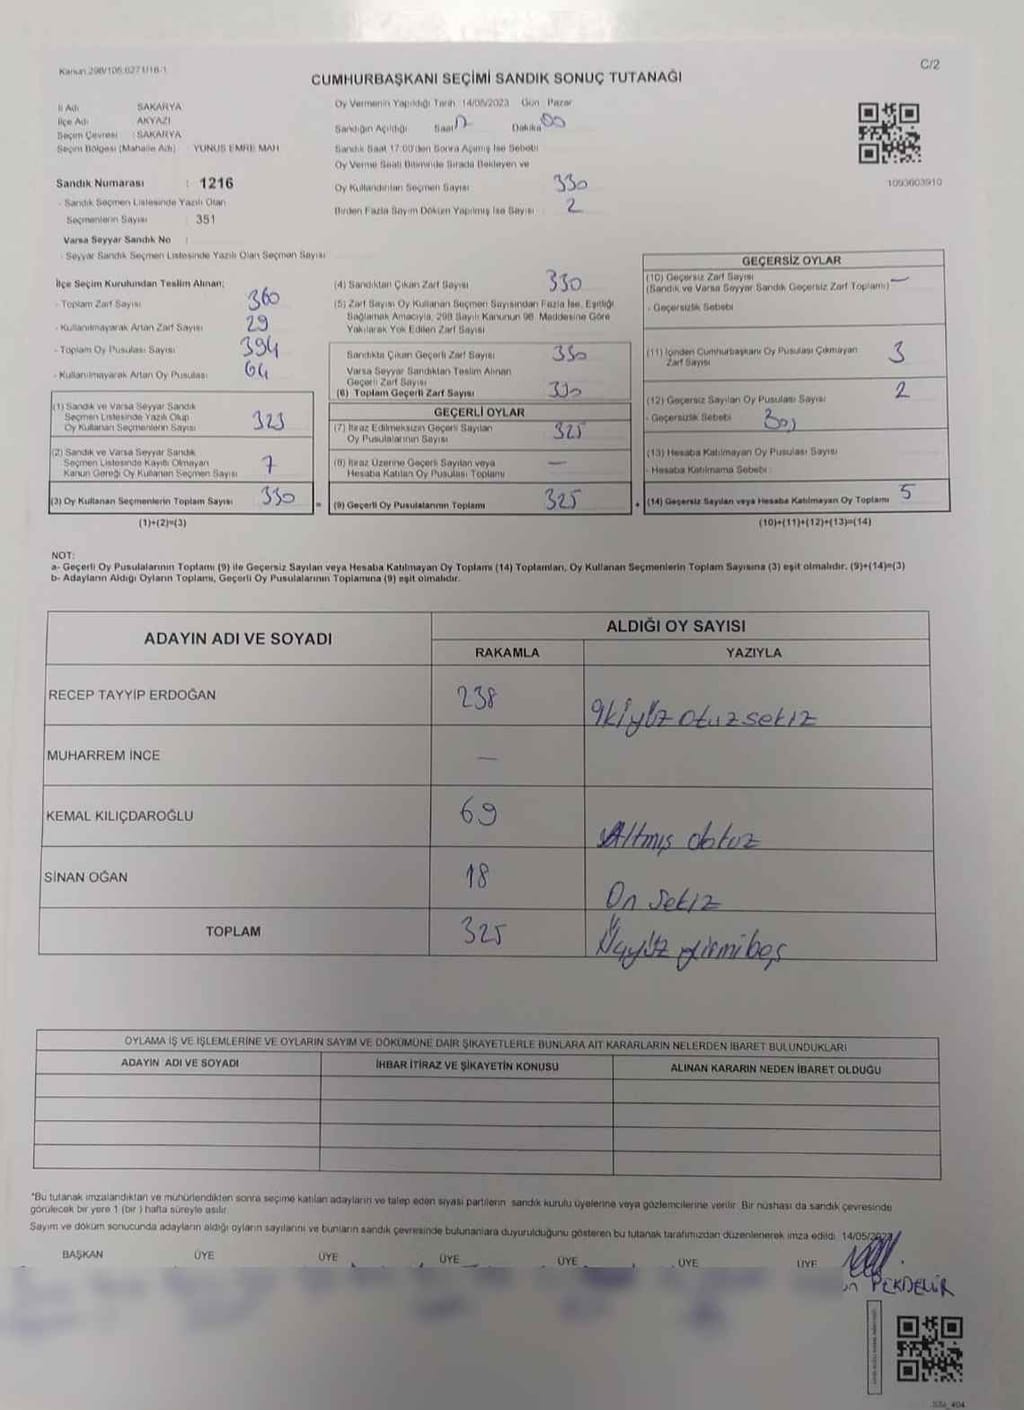 Kanun 298/105;6271/18-1
C/2
CUMHURBAŞKANI SEÇİMİ SANDIK SONUÇ TUTANAĞI
İl Adı SAKARYA
İlçe Adı AKYAZI
Seçim Çevresi : SAKARYA
Seçim Bölgesi (Mahalle Adı) YUNUS EMRE MAH
Sandık Numarası : 1216
- Sandık Seçmen Listesinde Yazılı Olan
Seçmenlerin Sayısı : 351
Varsa Seyyar Sandık No :
- Seyyar Sandık Seçmen Listesinde Yazılı Olan Seçmen Sayısı
Oy Vermenin Yapıldığı Tarih 14/05/2023 Gün Pazar
Sandığın Açıldığı Saat 17 Dakika 00
Sandık Saat 17:00'den Sonra Açılmış İse Sebebi
Oy Verme Saati Bitiminde Sırada Bekleyen ve
Oy Kullandırılan Seçmen Sayısı 330
Birden Fazla Sayım Döküm Yapılmış İse Sayısı 2
1093603910
İlçe Seçim Kurulundan Teslim Alınan;
- Toplam Zarf Sayısı 360
- Kullanılmayarak Artan Zarf Sayısı 29
- Toplam Oy Pusulası Sayısı 394
- Kullanılmayarak Artan Oy Pusulası 64
(1) Sandık ve Varsa Seyyar Sandık
Seçmen Listesinde Yazılı Olup
Oy Kullanan Seçmenlerin Sayısı 323
(2) Sandık ve Varsa Seyyar Sandık
Seçmen Listesinde Kayıtlı Olmayan
Kanun Gereği Oy Kullanan Seçmen Sayısı 7
(3) Oy Kullanan Seçmenlerin Toplam Sayısı 330
(1)+(2)=(3)
(4) Sandıktan Çıkan Zarf Sayısı 330
(5) Zarf Sayısı Oy Kullanan Seçmen Sayısından Fazla İse, Eşitliği
Sağlamak Amacıyla, 298 Sayılı Kanunun 98. Maddesine Göre
Yakılarak Yok Edilen Zarf Sayısı
Sandıkta Çıkan Geçerli Zarf Sayısı 330
Varsa Seyyar Sandıktan Teslim Alınan
Geçerli Zarf Sayısı
(6) Toplam Geçerli Zarf Sayısı 330
GEÇERLİ OYLAR
(7) İtiraz Edilmeksizin Geçerli Sayılan
Oy Pusulalarının Sayısı 325
(8) İtiraz Üzerine Geçerli Sayılan veya
Hesaba Katılan Oy Pusulası Toplamı —
= (9) Geçerli Oy Pusulalarının Toplamı 325
GEÇERSİZ OYLAR
(10) Geçersiz Zarf Sayısı
(Sandık ve Varsa Seyyar Sandık Geçersiz Zarf Toplamı) —
- Geçersizlik Sebebi
(11) İçinden Cumhurbaşkanı Oy Pusulası Çıkmayan
Zarf Sayısı 3
(12) Geçersiz Sayılan Oy Pusulası Sayısı 2
- Geçersizlik Sebebi Boş
(13) Hesaba Katılmayan Oy Pusulası Sayısı
- Hesaba Katılmama Sebebi :
+ (14) Geçersiz Sayılan veya Hesaba Katılmayan Oy Toplamı 5
(10)+(11)+(12)+(13)=(14)
NOT:
a- Geçerli Oy Pusulalarının Toplamı (9) ile Geçersiz Sayılan veya Hesaba Katılmayan Oy Toplamı (14) Toplamları, Oy Kullanan Seçmenlerin Toplam Sayısına (3) eşit olmalıdır. (9)+(14)=(3)
b- Adayların Aldığı Oyların Toplamı, Geçerli Oy Pusulalarının Toplamına (9) eşit olmalıdır.
ADAYIN ADI VE SOYADI
ALDIĞI OY SAYISI
RAKAMLA YAZIYLA
RECEP TAYYİP ERDOĞAN 238 ikiyüz otuzsekiz
MUHARREM İNCE —
KEMAL KILIÇDAROĞLU 69 Altmış dokuz
SİNAN OĞAN 18 On Sekiz
TOPLAM 325 Üçyüz yirmibeş
OYLAMA İŞ VE İŞLEMLERİNE VE OYLARIN SAYIM VE DÖKÜMÜNE DAİR ŞİKAYETLERLE BUNLARA AİT KARARLARIN NELERDEN İBARET BULUNDUKLARI
ADAYIN ADI VE SOYADI İHBAR İTİRAZ VE ŞİKAYETİN KONUSU ALINAN KARARIN NEDEN İBARET OLDUĞU
*Bu tutanak imzalandıktan ve mühürlendikten sonra seçime katılan adayların ve talep eden siyasi partilerin sandık kurulu üyelerine veya gözlemcilerine verilir. Bir nüshası da sandık çevresinde
görülecek bir yere 1 (bir ) hafta süreyle asılır.
Sayım ve döküm sonucunda adayların aldığı oyların sayılarını ve bunların sandık çevresinde bulunanlara duyurulduğunu gösteren bu tutanak tarafımızdan düzenlenerek imza edildi. 14/05/2023
BAŞKAN ÜYE ÜYE ÜYE ÜYE ÜYE ÜYE
PERDELİR